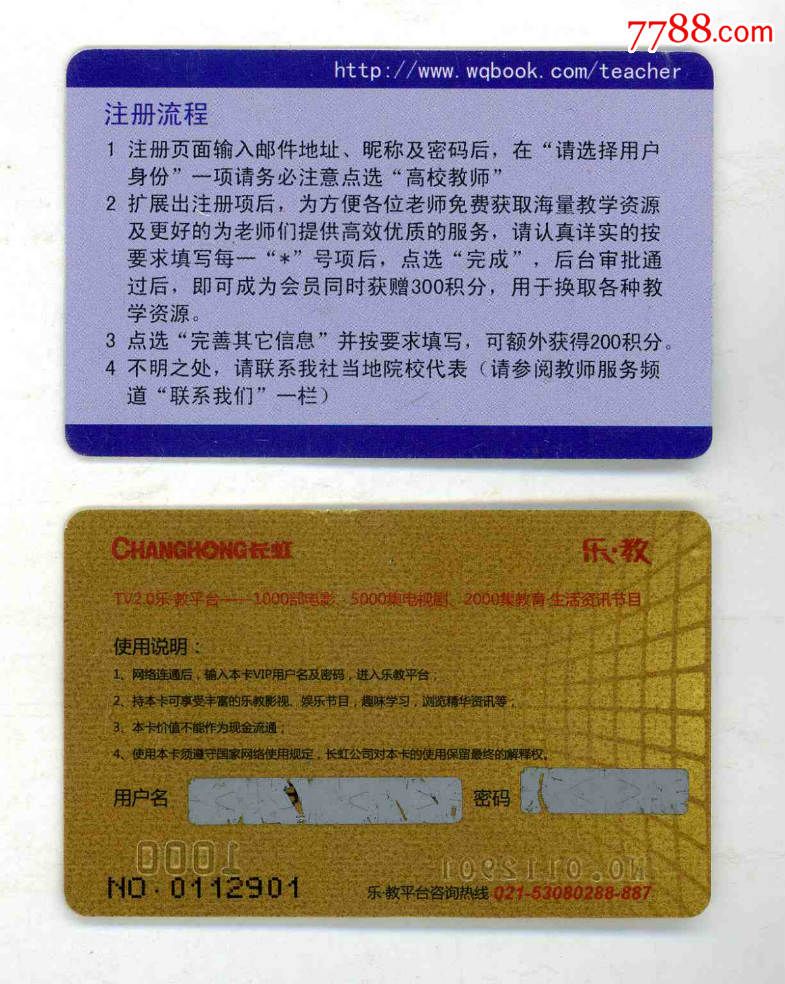 7788.com
http://www.wqbook.com/teacher
注册流程
1 注册页面输入邮件地址、昵称及密码后，在“请选择用户
身份”一项请务必注意点选“高校教师”
2 扩展出注册项后，为方便各位老师免费获取海量教学资源
及更好的为老师们提供高效优质的服务，请认真详实的按
要求填写每一“*”号项后，点选“完成”，后台审批通
过后，即可成为会员同时获赠300积分，用于换取各种教
学资源。
3 点选“完善其它信息”并按要求填写，可额外获得200积分。
4 不明之处，请联系我社当地院校代表（请参阅教师服务频
道“联系我们”一栏）
CHANGHONG长虹 乐·教
TV2.0乐·教平台——1000部电影、5000集电视剧、2000集教育·生活资讯节目
使用说明：
1、网络连通后，输入本卡VIP用户名及密码，进入乐教平台；
2、持本卡可享受丰富的乐教影视、娱乐节目，趣味学习，浏览精华资讯等；
3、本卡价值不能作为现金流通；
4、使用本卡须遵守国家网络使用规定，长虹公司对本卡的使用保留最终的解释权。
用户名 密码
1000 NO.0112901
NO·0112901 乐·教平台咨询热线 021-53080288-887